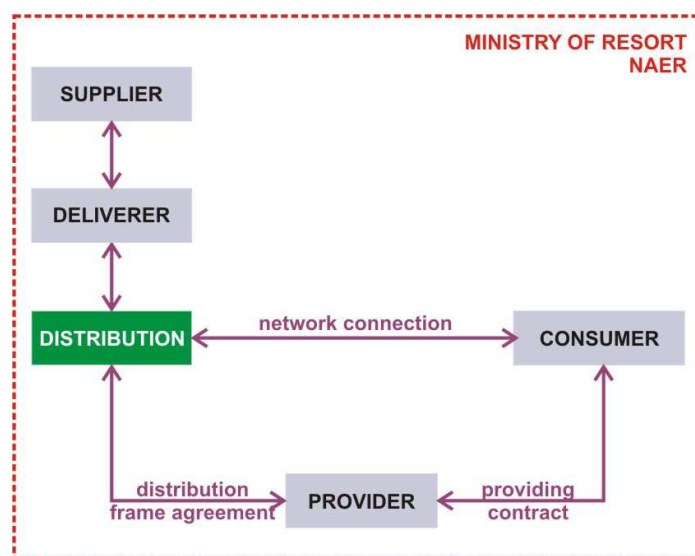 MINISTRY OF RESORT
NAER
SUPPLIER
DELIVERER
DISTRIBUTION
network connection
CONSUMER
distribution
frame agreement
PROVIDER
providing
contract